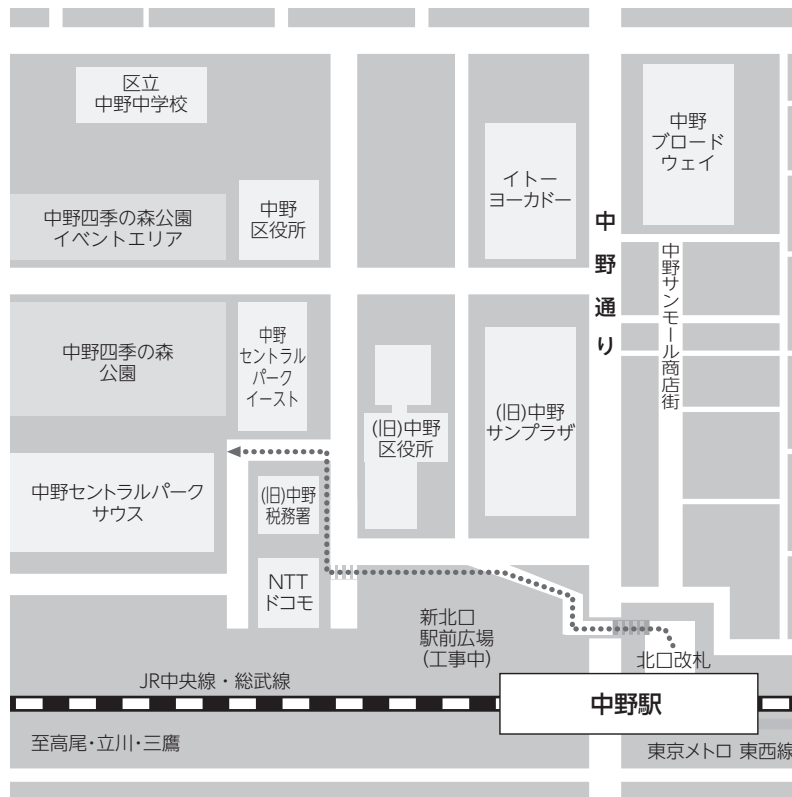 区立
中野中学校
中野
ブロード
ウェイ
イトー
ヨーカドー
中野四季の森公園
イベントエリア
中野
区役所
中野通り
中野サンモール商店街
中野四季の森
公園
中野
セントラル
パーク
イースト
(旧)中野
区役所
(旧)中野
サンプラザ
中野セントラルパーク
サウス
(旧)中野
税務署
NTT
ドコモ
新北口
駅前広場
(工事中)
北口改札
JR中央線・総武線
中野駅
至高尾・立川・三鷹
東京メトロ 東西線